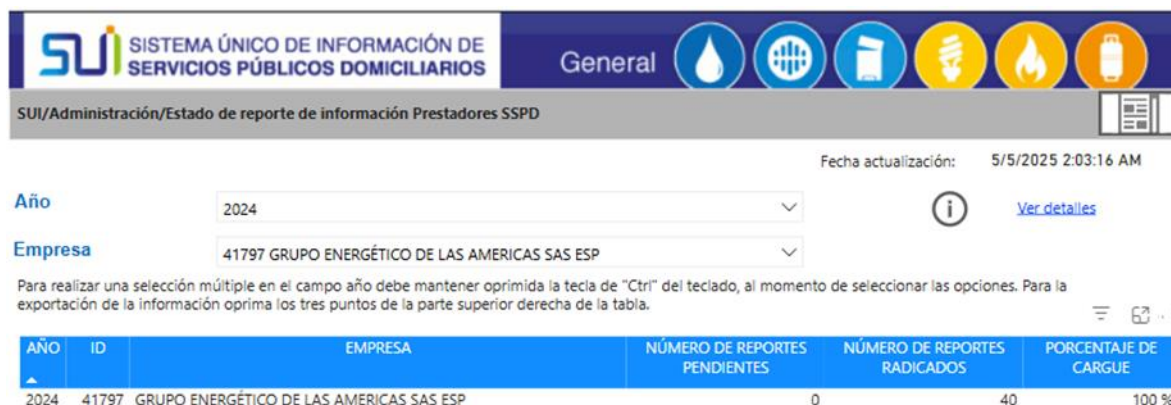 SUI SISTEMA ÚNICO DE INFORMACIÓN DE
SERVICIOS PÚBLICOS DOMICILIARIOS
General
SUI/Administración/Estado de reporte de información Prestadores SSPD
Fecha actualización: 5/5/2025 2:03:16 AM
Año 2024 Ver detalles
Empresa 41797 GRUPO ENERGÉTICO DE LAS AMERICAS SAS ESP
Para realizar una selección múltiple en el campo año debe mantener oprimida la tecla de "Ctrl" del teclado, al momento de seleccionar las opciones. Para la
exportación de la información oprima los tres puntos de la parte superior derecha de la tabla.
AÑO ID EMPRESA NÚMERO DE REPORTES PENDIENTES NÚMERO DE REPORTES RADICADOS PORCENTAJE DE CARGUE
2024 41797 GRUPO ENERGÉTICO DE LAS AMERICAS SAS ESP 0 40 100 %